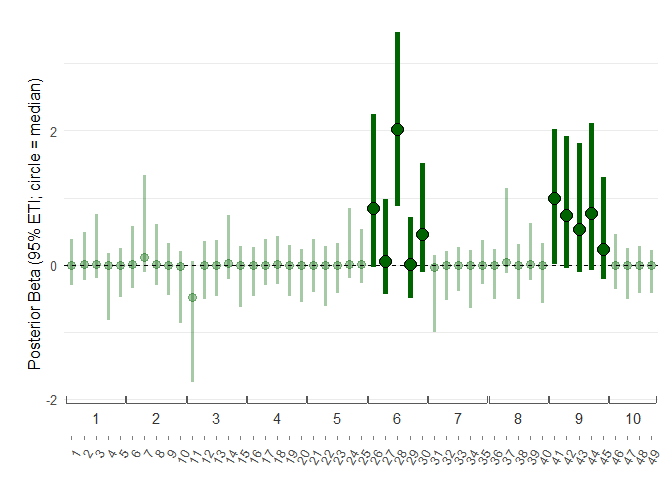 Posterior Beta (95% ETI; circle = median)
2
0
-2
1 2 3 4 5 6 7 8 9 10
1 2 3 4 5 6 7 8 9 10 11 12 13 14 15 16 17 18 19 20 21 22 23 24 25 26 27 28 29 30 31 32 33 34 35 36 37 38 39 40 41 42 43 44 45 46 47 48 49